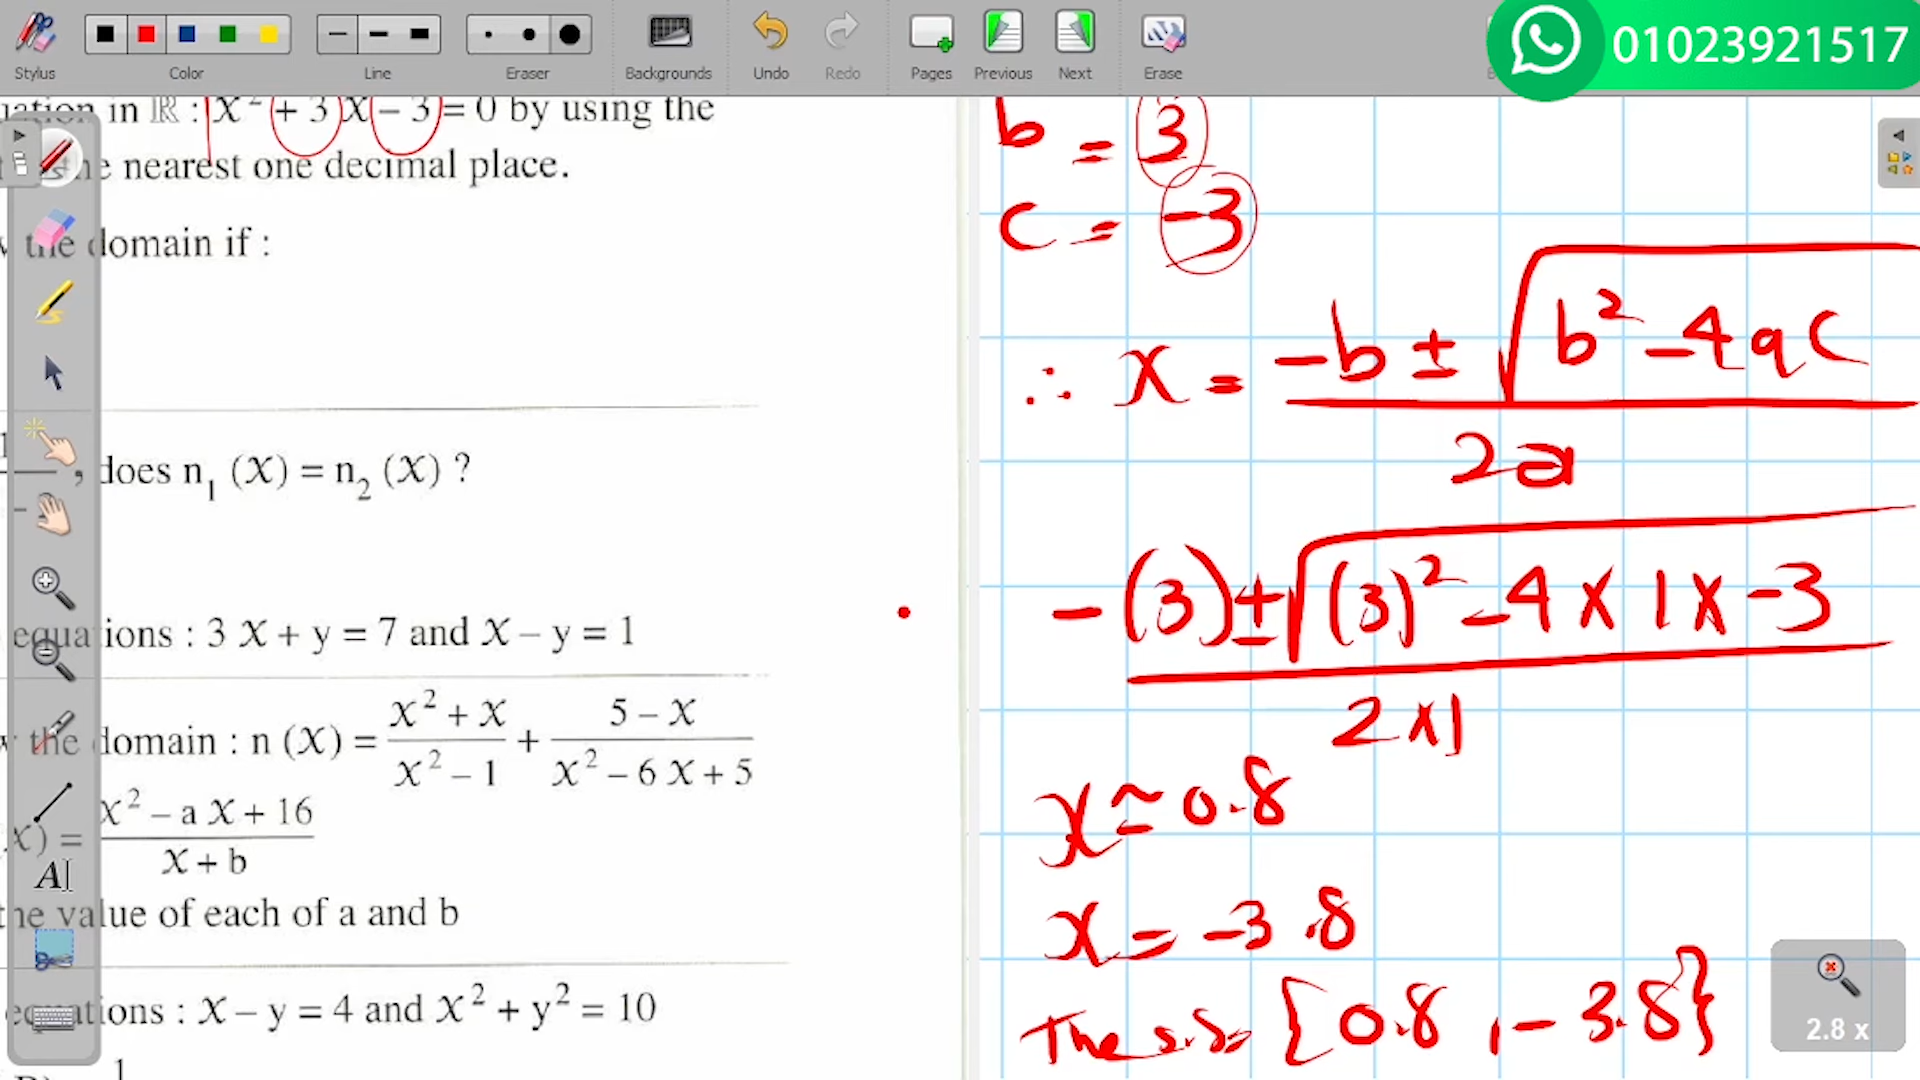 Stylus
Color
Line
Eraser
Backgrounds
Undo
Redo
Pages
Previous
Next
Erase
01023921517
in ℝ : x² + 3 x – 3 = 0 by using the
the nearest one decimal place.
the domain if :
, does n₁ (x) = n₂ (x) ?
equations : 3 x + y = 7 and x – y = 1
the domain : n (x) = (x² + x)/(x² – 1) + (5 – x)/(x² – 6 x + 5)
x) = (x² – a x + 16)/(x + b)
the value of each of a and b
equations : x – y = 4 and x² + y² = 10
b = 3
c = -3
∴ x = (-b ± √(b² - 4ac))/2a
(-(3) ± √((3)² - 4 x 1 x -3))/(2x1)
x ≃ 0.8
x = -3.8
The s.s = {0.8 , -3.8}
2.8 x